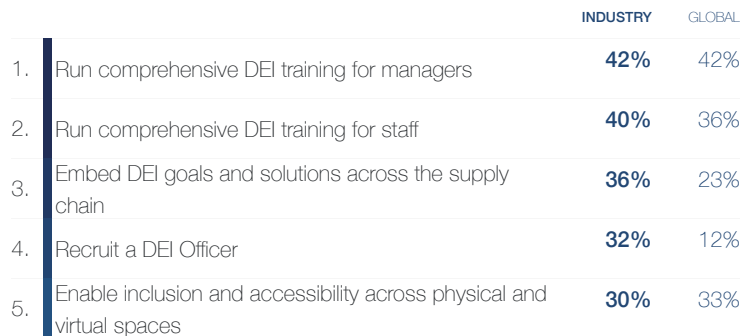 INDUSTRY GLOBAL
1. Run comprehensive DEI training for managers 42% 42%
2. Run comprehensive DEI training for staff 40% 36%
3. Embed DEI goals and solutions across the supply
chain 36% 23%
4. Recruit a DEI Officer 32% 12%
5. Enable inclusion and accessibility across physical and
virtual spaces 30% 33%